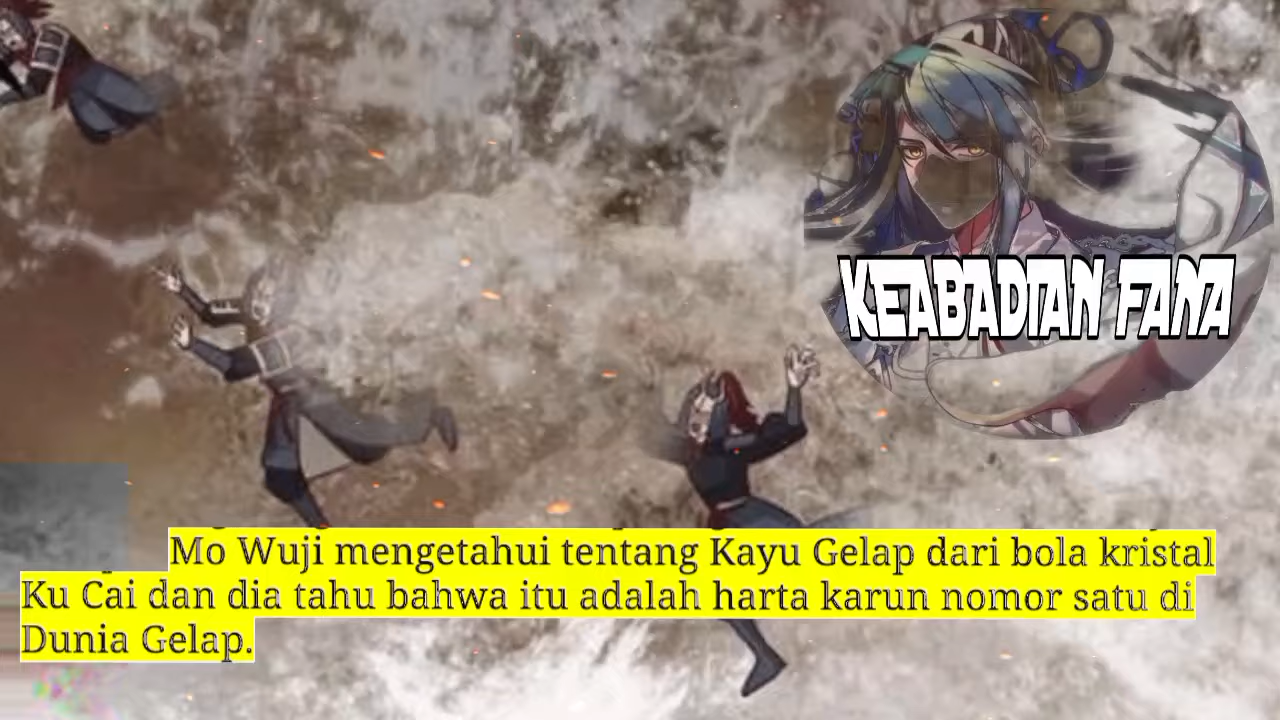 KEABADIAN FANA
Mo Wuji mengetahui tentang Kayu Gelap dari bola kristal
Ku Cai dan dia tahu bahwa itu adalah harta karun nomor satu di
Dunia Gelap.